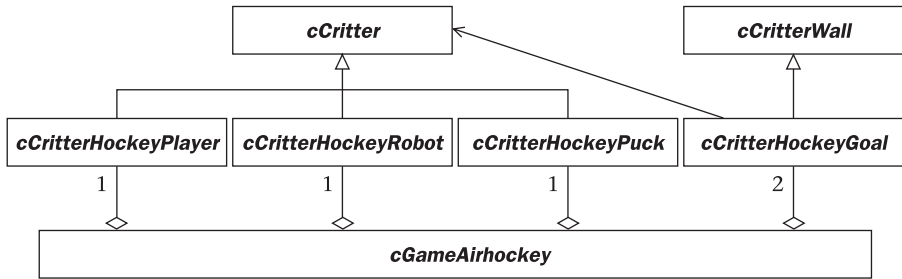 cCritter
cCritterWall
cCritterHockeyPlayer
cCritterHockeyRobot
cCritterHockeyPuck
cCritterHockeyGoal
1
1
1
2
cGameAirhockey